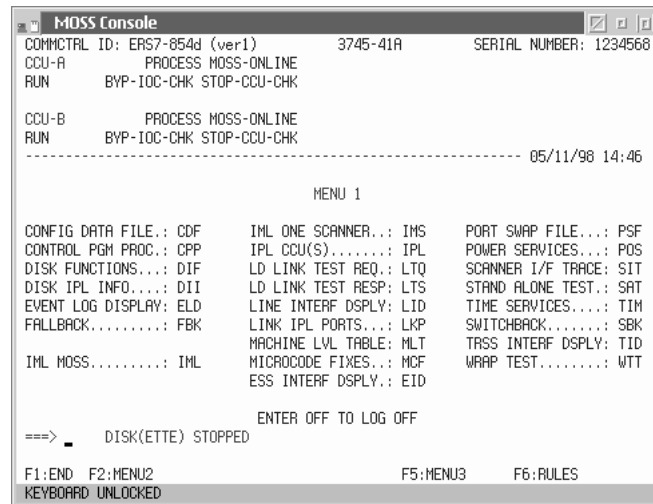 MOSS Console
COMMCTRL ID: ERS7-854d (ver1) 3745-41A SERIAL NUMBER: 1234568
CCU-A PROCESS MOSS-ONLINE
RUN BYP-IOC-CHK STOP-CCU-CHK
CCU-B PROCESS MOSS-ONLINE
RUN BYP-IOC-CHK STOP-CCU-CHK
05/11/98 14:46
MENU 1
CONFIG DATA FILE.: CDF IML ONE SCANNER..: IMS PORT SWAP FILE...: PSF
CONTROL PGM PROC.: CPP IPL CCU(S).......: IPL POWER SERVICES...: POS
DISK FUNCTIONS...: DIF LD LINK TEST REQ.: LTQ SCANNER I/F TRACE: SIT
DISK IPL INFO....: DII LD LINK TEST RESP: LTS STAND ALONE TEST.: SAT
EVENT LOG DISPLAY: ELD LINE INTERF DSPLY: LID TIME SERVICES....: TIM
FALLBACK.........: FBK LINK IPL PORTS...: LKP SWITCHBACK.......: SBK
MACHINE LVL TABLE: MLT TRSS INTERF DSPLY: TID
IML MOSS.........: IML MICROCODE FIXES..: MCF WRAP TEST........: WTT
ESS INTERF DSPLY.: EID
ENTER OFF TO LOG OFF
===> _ DISK(ETTE) STOPPED
F1:END F2:MENU2 F5:MENU3 F6:RULES
KEYBOARD UNLOCKED